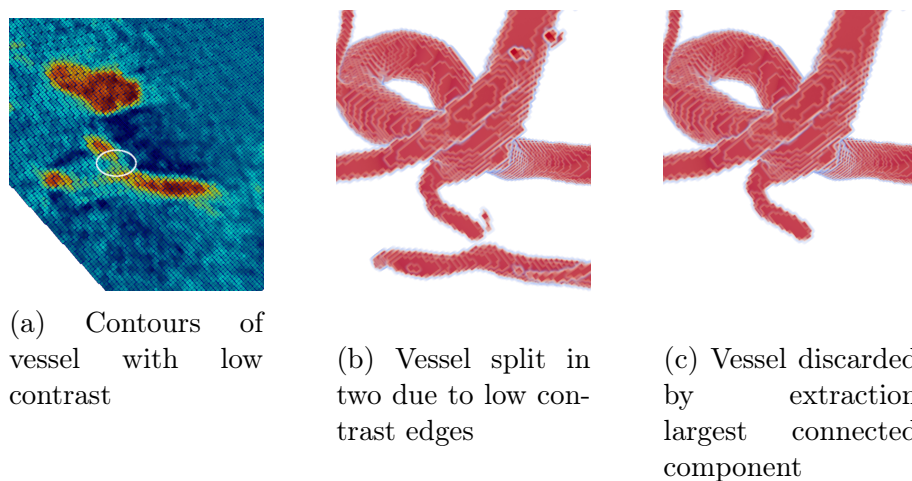 (a) Contours of
vessel with low
contrast
(b) Vessel split in
two due to low con-
trast edges
(c) Vessel discarded
by extraction
largest connected
component